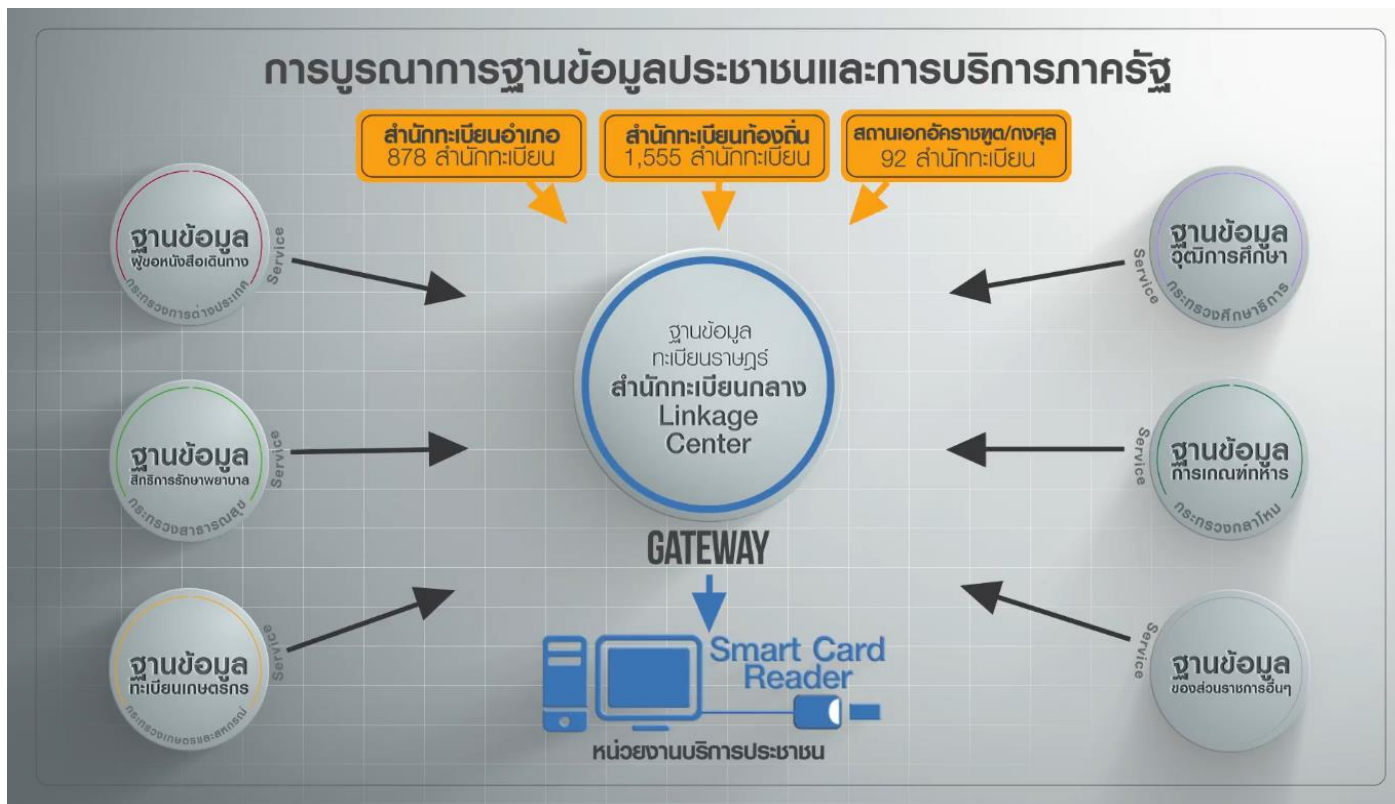 การบูรณาการฐานข้อมูลประชาชนและการบริการภาครัฐ
สำนักทะเบียนอำเภอ
878 สำนักทะเบียน
สำนักทะเบียนท้องถิ่น
1,555 สำนักทะเบียน
สถานเอกอัครราชทูต/กงศุล
92 สำนักทะเบียน
ฐานข้อมูล
ผู้ขอหนังสือเดินทาง
กระทรวงการต่างประเทศ
Service
ฐานข้อมูล
สิทธิการรักษาพยาบาล
กระทรวงสาธารณสุข
Service
ฐานข้อมูล
ทะเบียนเกษตรกร
กระทรวงเกษตรและสหกรณ์
Service
ฐานข้อมูล
ทะเบียนราษฎร์
สำนักทะเบียนกลาง
Linkage
Center
GATEWAY
Smart Card
Reader
หน่วยงานบริการประชาชน
ฐานข้อมูล
วุฒิการศึกษา
กระทรวงศึกษาธิการ
Service
ฐานข้อมูล
การเกณฑ์ทหาร
กระทรวงกลาโหม
Service
ฐานข้อมูล
ของส่วนราชการอื่นๆ
Service